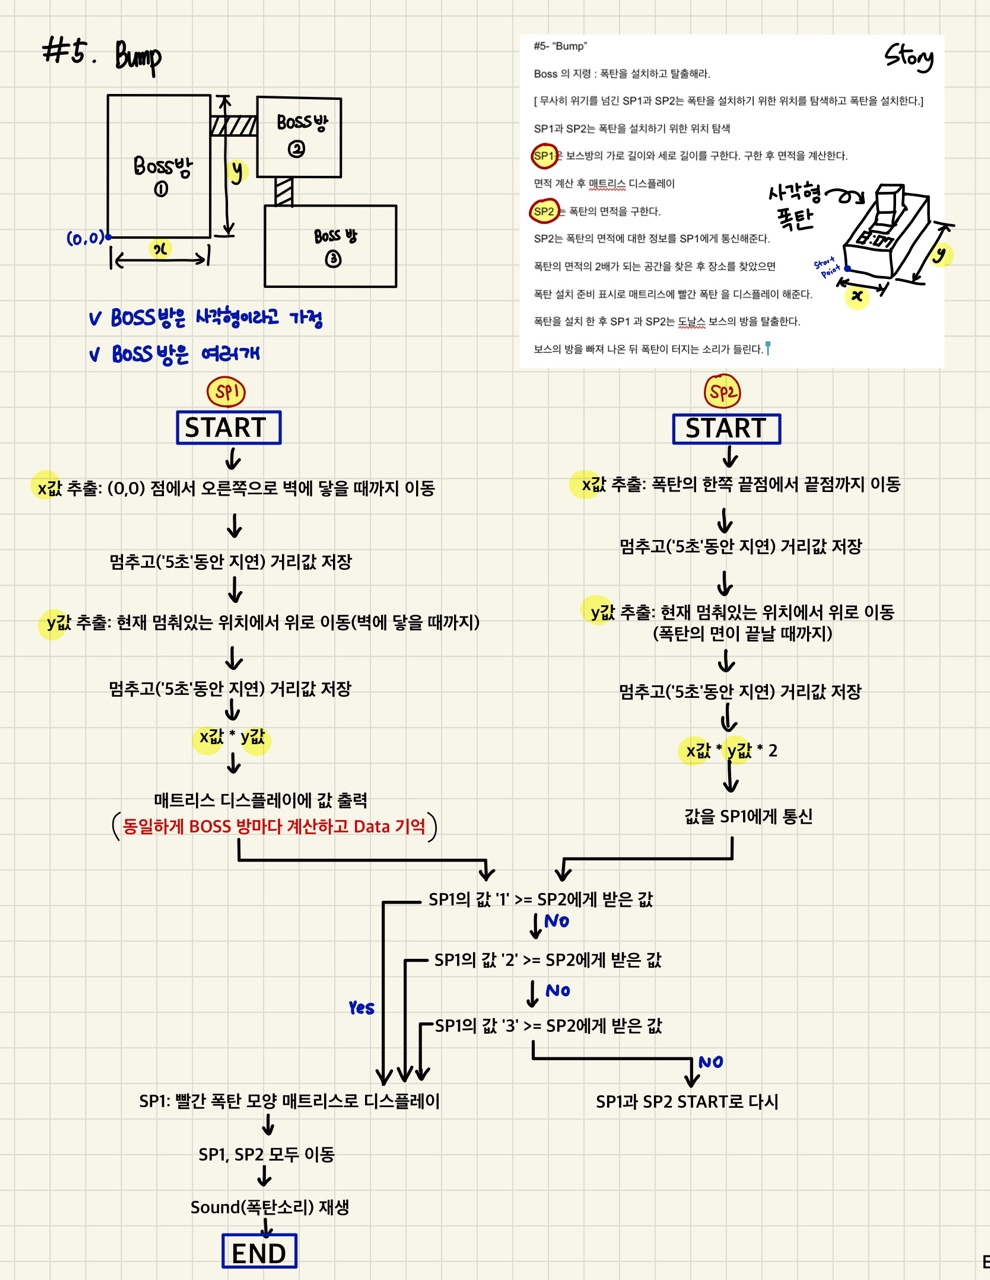 #5. Bump
BOSS방
①
BOSS방
②
BOSS 방
③
y
(0,0)
x
v BOSS방은 사각형이라고 가정
v BOSS방은 여러개
#5- "Bump"
Story
Boss 의 지령 : 폭탄을 설치하고 탈출해라.
[ 무사히 위기를 넘긴 SP1과 SP2는 폭탄을 설치하기 위한 위치를 탐색하고 폭탄을 설치한다.]
SP1과 SP2는 폭탄을 설치하기 위한 위치 탐색
SP1은 보스방의 가로 길이와 세로 길이를 구한다. 구한 후 면적을 계산한다.
면적 계산 후 매트리스 디스플레이
SP2는 폭탄의 면적을 구한다.
SP2는 폭탄의 면적에 대한 정보를 SP1에게 통신해준다.
폭탄의 면적의 2배가 되는 공간을 찾은 후 장소를 찾았으면
폭탄 설치 준비 표시로 매트리스에 빨간 폭탄 을 디스플레이 해준다.
폭탄을 설치 한 후 SP1 과 SP2는 도날스 보스의 방을 탈출한다.
보스의 방을 빠져 나온 뒤 폭탄이 터지는 소리가 들린다.
사각형
폭탄
8:07
Start
Point
x
y
SP1
START
x값 추출: (0,0) 점에서 오른쪽으로 벽에 닿을 때까지 이동
멈추고('5초'동안 지연) 거리값 저장
y값 추출: 현재 멈춰있는 위치에서 위로 이동(벽에 닿을 때까지)
멈추고('5초'동안 지연) 거리값 저장
x값 * y값
매트리스 디스플레이에 값 출력
(동일하게 BOSS 방마다 계산하고 Data 기억)
SP2
START
x값 추출: 폭탄의 한쪽 끝점에서 끝점까지 이동
멈추고('5초'동안 지연) 거리값 저장
y값 추출: 현재 멈춰있는 위치에서 위로 이동
(폭탄의 면이 끝날 때까지)
멈추고('5초'동안 지연) 거리값 저장
x값 * y값 * 2
값을 SP1에게 통신
SP1의 값 '1' >= SP2에게 받은 값
NO
SP1의 값 '2' >= SP2에게 받은 값
NO
Yes
SP1의 값 '3' >= SP2에게 받은 값
NO
SP1: 빨간 폭탄 모양 매트리스로 디스플레이
SP1과 SP2 START로 다시
SP1, SP2 모두 이동
Sound(폭탄소리) 재생
END
E